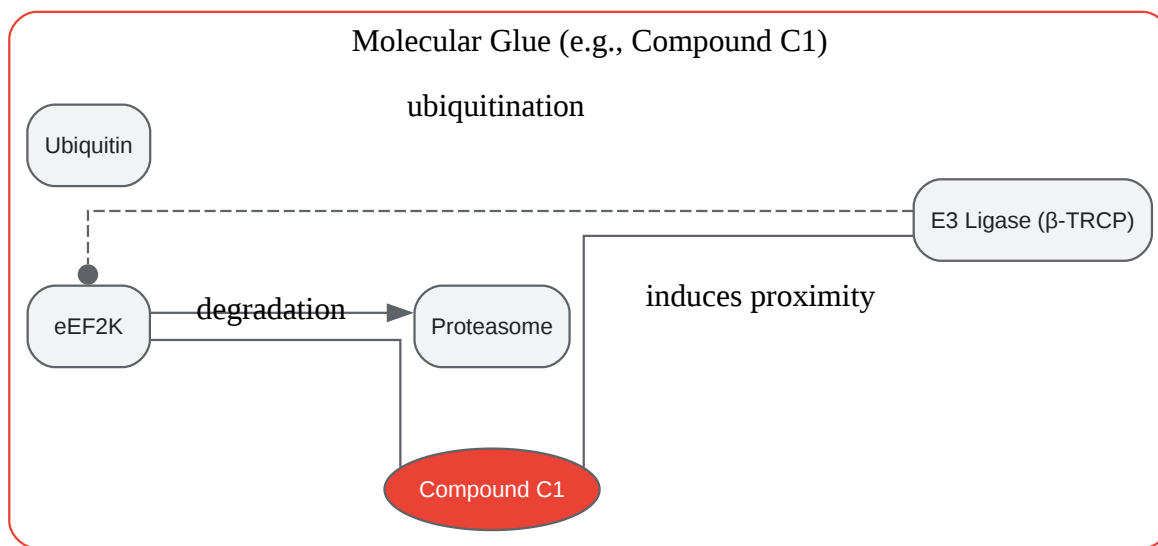 Molecular Glue (e.g., Compound C1)
ubiquitination
Ubiquitin
E3 Ligase (β-TRCP)
induces proximity
eEF2K
degradation
Proteasome
Compound C1